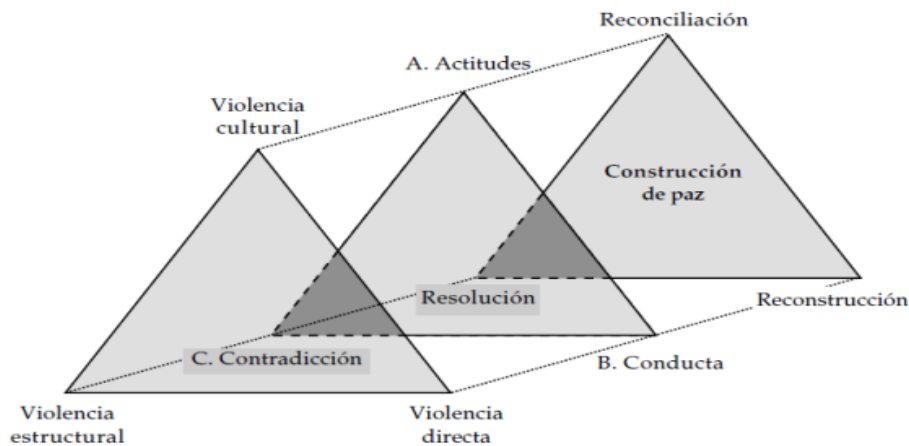 Reconciliación
A. Actitudes
Violencia
cultural
Construcción
de paz
Resolución
Reconstrucción
C. Contradicción
B. Conducta
Violencia
estructural
Violencia
directa